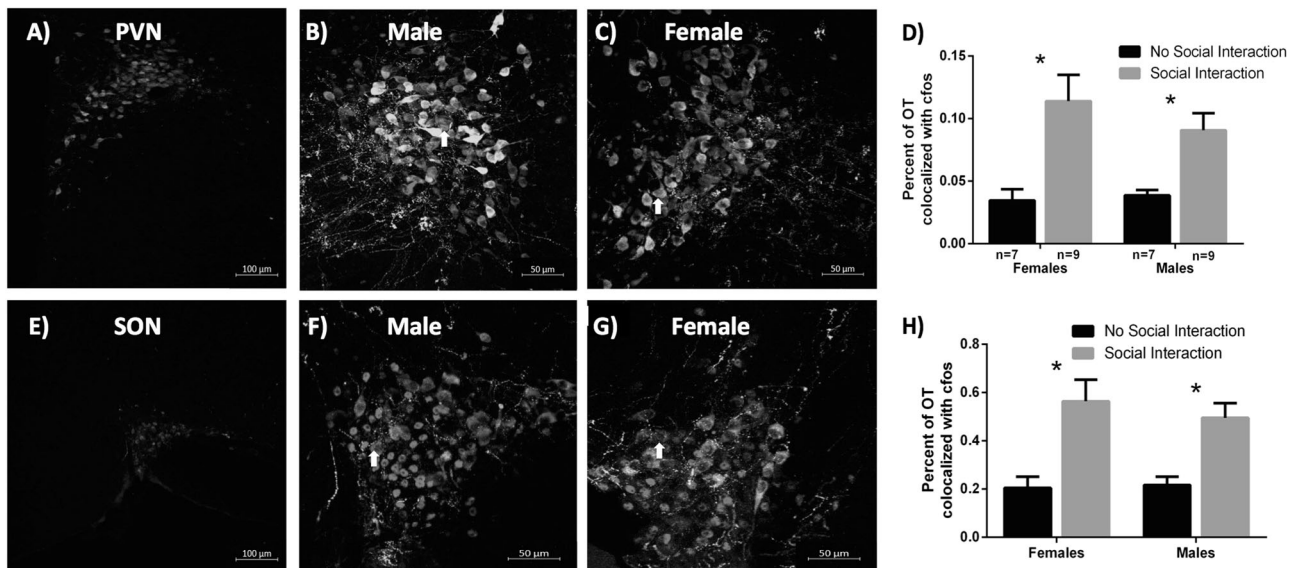 A) PVN
100 µm
B) Male
50 µm
C) Female
50 µm
D)
No Social Interaction
Social Interaction
Percent of OT
colocalized with cfos
0.15
0.10
0.05
0.00
*
*
n=7 n=9 n=7 n=9
Females Males
E) SON
100 µm
F) Male
50 µm
G) Female
50 µm
H)
No Social Interaction
Social Interaction
Percent of OT
colocalized with cfos
0.8
0.6
0.4
0.2
0.0
*
*
Females Males